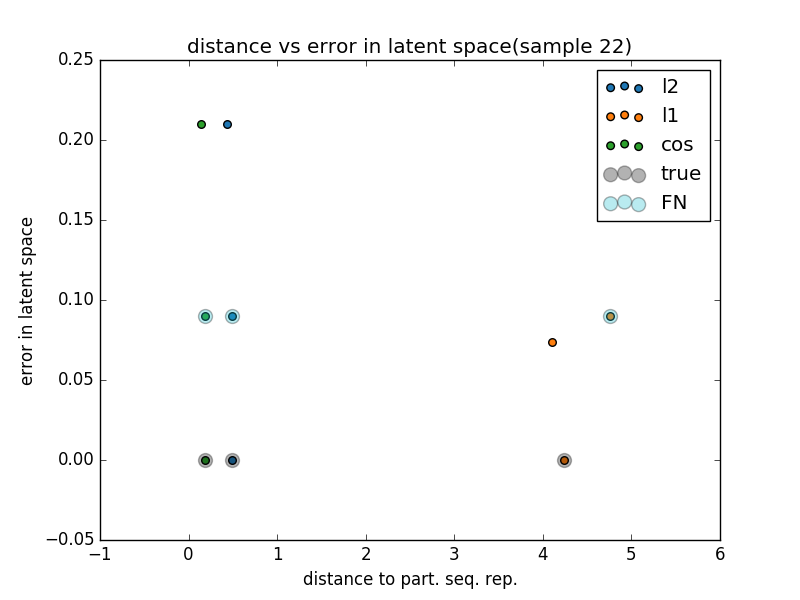 distance vs error in latent space(sample 22)
0.25
0.20
0.15
0.10
0.05
0.00
−0.05
error in latent space
l2
l1
cos
true
FN
−1 0 1 2 3 4 5 6
distance to part. seq. rep.